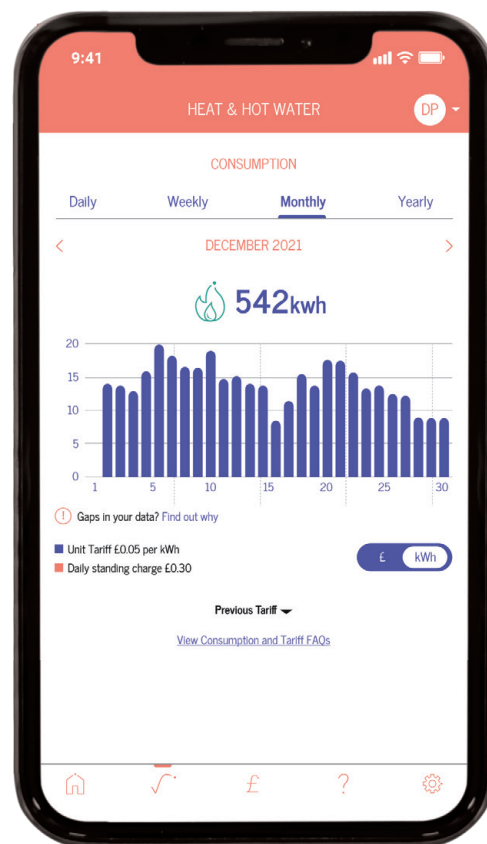 9:41
HEAT & HOT WATER
DP
CONSUMPTION
Daily Weekly Monthly Yearly
< DECEMBER 2021 >
542kwh
20
15
10
5
0
1 5 10 15 20 25 30
! Gaps in your data? Find out why
Unit Tariff £0.05 per kWh
Daily standing charge £0.30
£ kWh
Previous Tariff
View Consumption and Tariff FAQs
£ ?